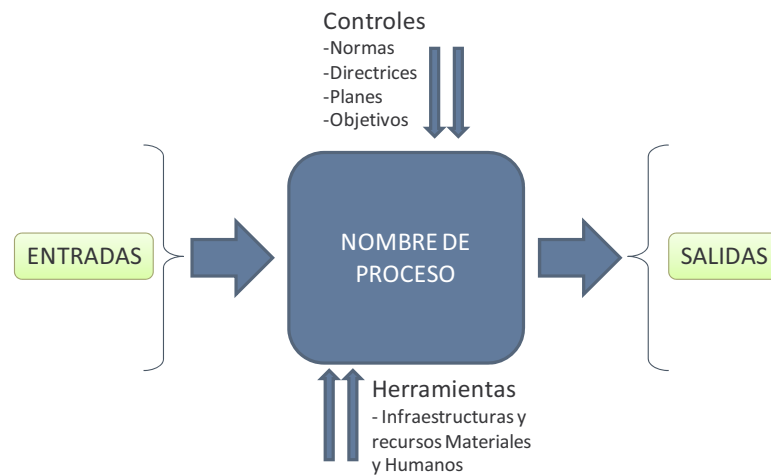 Controles
-Normas
-Directrices
-Planes
-Objetivos
ENTRADAS
NOMBRE DE
PROCESO
SALIDAS
Herramientas
- Infraestructuras y
recursos Materiales
y Humanos